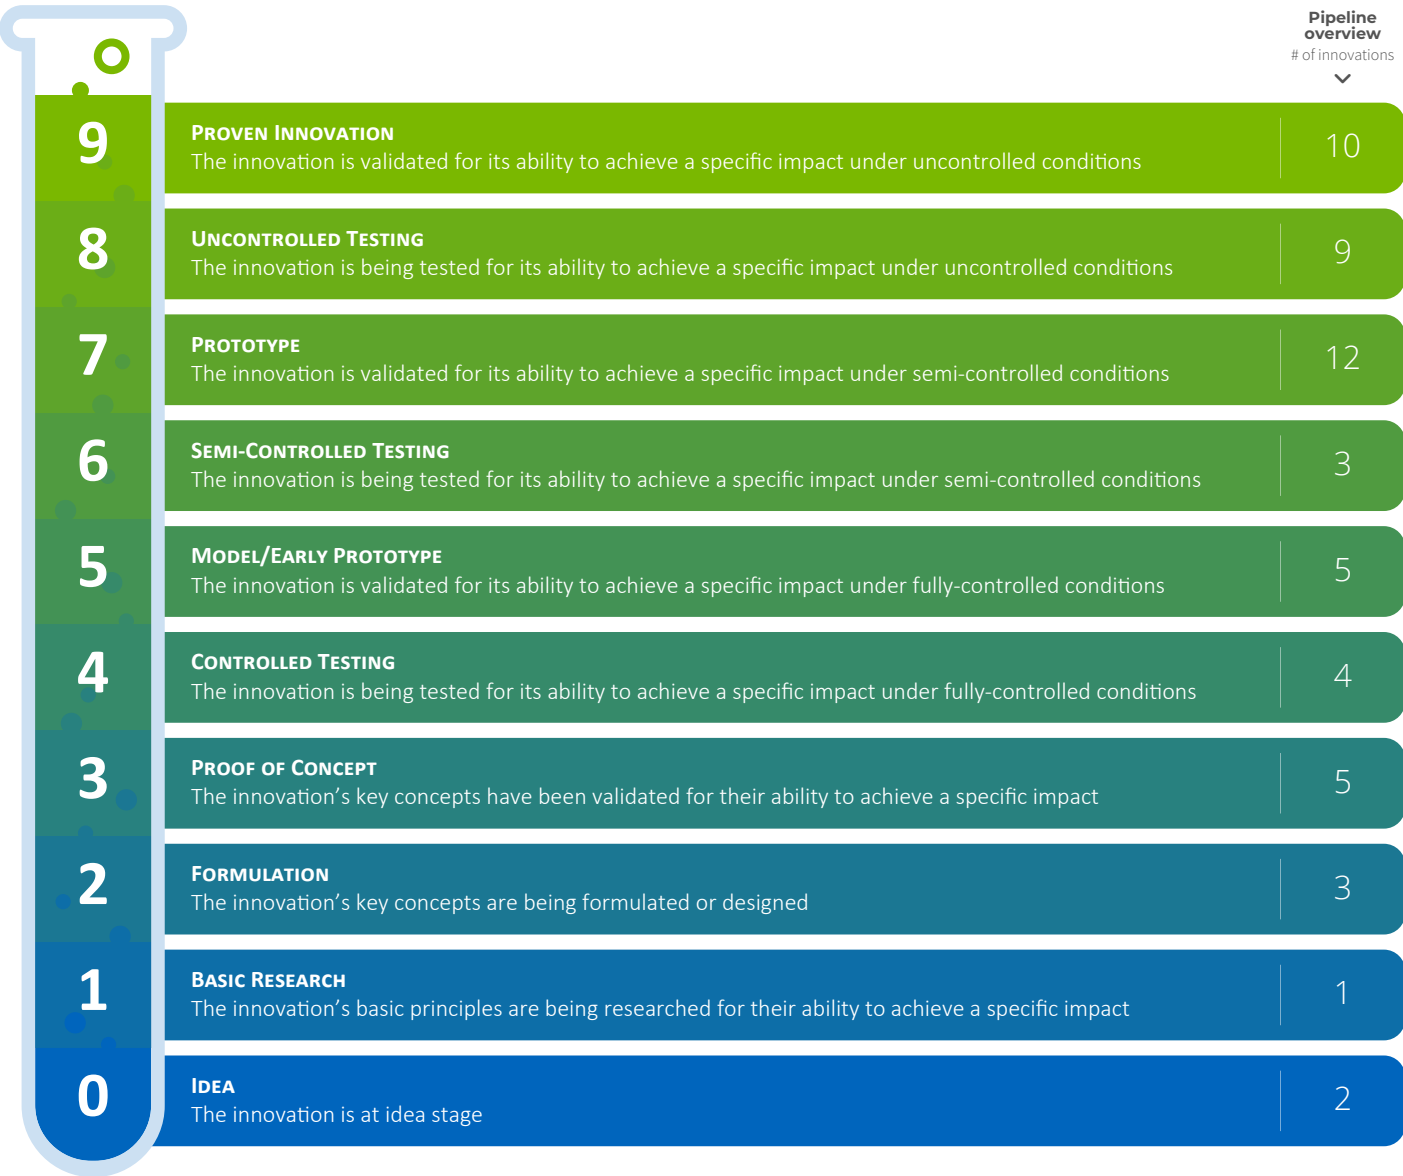 Pipeline
overview
# of innovations
9
PROVEN INNOVATION
The innovation is validated for its ability to achieve a specific impact under uncontrolled conditions
10
8
UNCONTROLLED TESTING
The innovation is being tested for its ability to achieve a specific impact under uncontrolled conditions
9
7
PROTOTYPE
The innovation is validated for its ability to achieve a specific impact under semi-controlled conditions
12
6
SEMI-CONTROLLED TESTING
The innovation is being tested for its ability to achieve a specific impact under semi-controlled conditions
3
5
MODEL/EARLY PROTOTYPE
The innovation is validated for its ability to achieve a specific impact under fully-controlled conditions
5
4
CONTROLLED TESTING
The innovation is being tested for its ability to achieve a specific impact under fully-controlled conditions
4
3
PROOF OF CONCEPT
The innovation’s key concepts have been validated for their ability to achieve a specific impact
5
2
FORMULATION
The innovation’s key concepts are being formulated or designed
3
1
BASIC RESEARCH
The innovation’s basic principles are being researched for their ability to achieve a specific impact
1
0
IDEA
The innovation is at idea stage
2